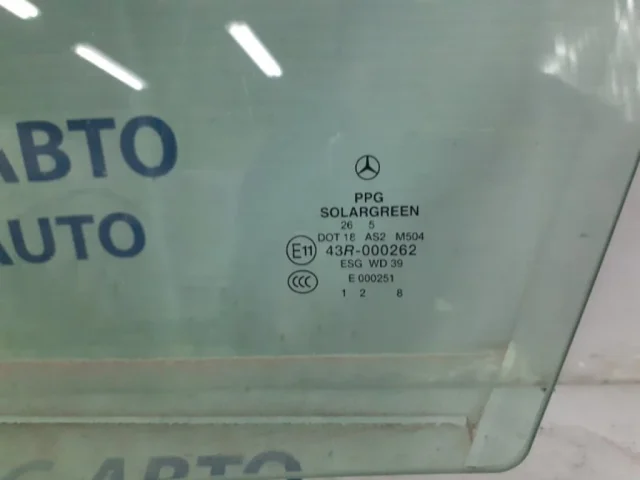 АВТО
AUTO
PPG
SOLARGREEN
26 5
DOT 18 AS2 M504
E11 43R-000262
ESG WD 39
CCC E 000251
1 2 8
АВТО